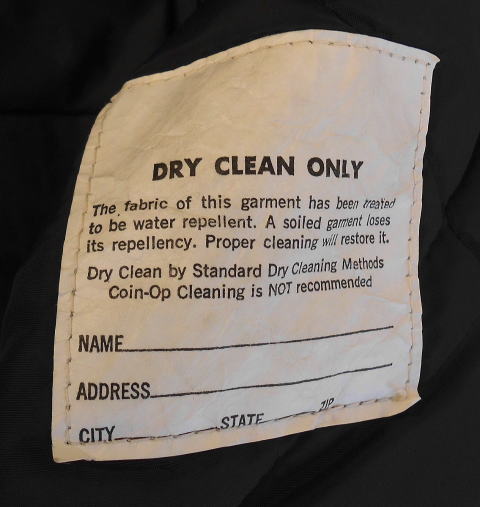 DRY CLEAN ONLY
The fabric of this garment has been treated
to be water repellent. A soiled garment loses
its repellency. Proper cleaning will restore it.
Dry Clean by Standard Dry Cleaning Methods
Coin-Op Cleaning is NOT recommended
NAME
ADDRESS
CITY STATE ZIP